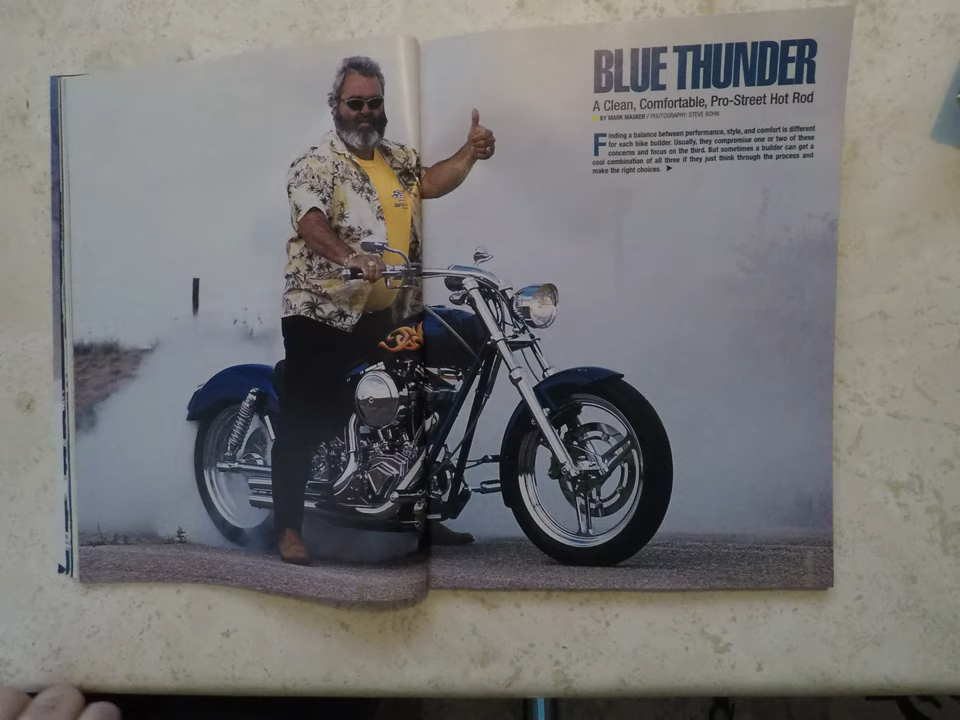 BLUE THUNDER
A Clean, Comfortable, Pro-Street Hot Rod
BY MARK MASKER / PHOTOGRAPHY: STEVE BOHN
Finding a balance between performance, style, and comfort is different
for each bike builder. Usually, they compromise one or two of these
concerns and focus on the third. But sometimes a builder can get a
cool combination of all three if they just think through the process and
make the right choices.